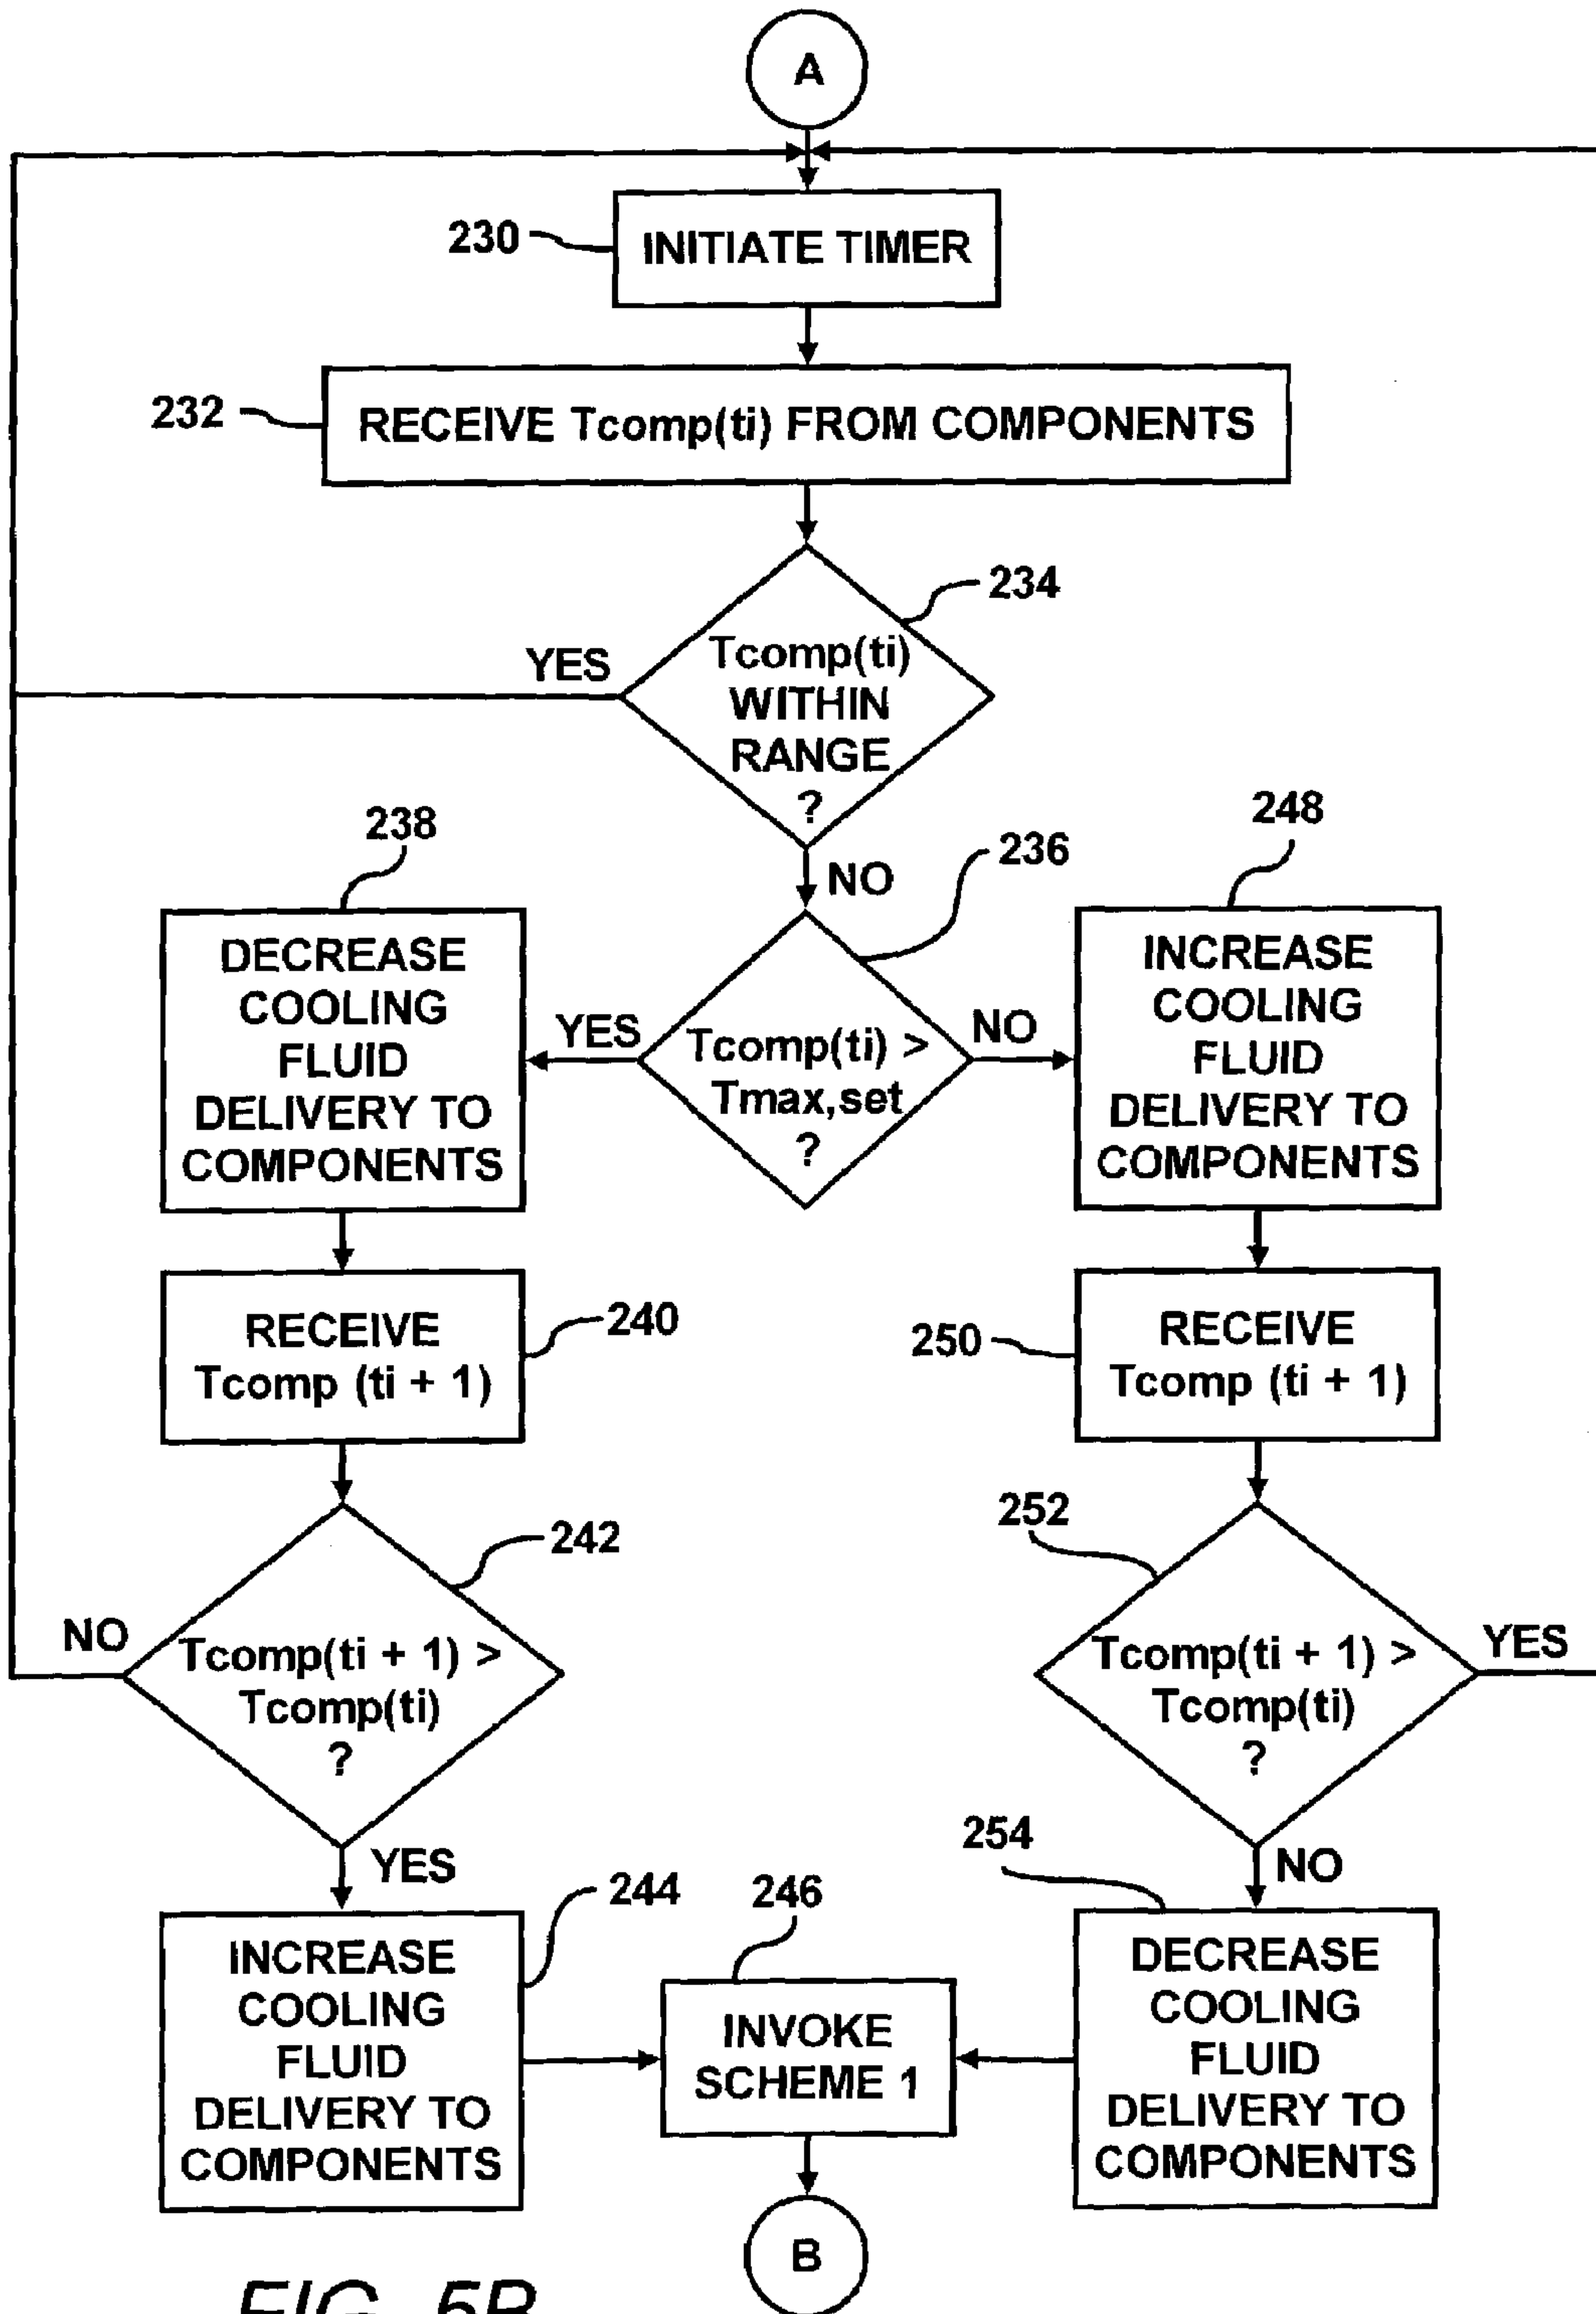 A
230
INITIATE TIMER
232
RECEIVE Tcomp(ti) FROM COMPONENTS
234
YES
Tcomp(ti)
WITHIN
RANGE
?
NO
238
236
248
DECREASE
COOLING
FLUID
DELIVERY TO
COMPONENTS
YES
Tcomp(ti) >
Tmax,set
?
NO
INCREASE
COOLING
FLUID
DELIVERY TO
COMPONENTS
RECEIVE
Tcomp (ti + 1)
240
250
RECEIVE
Tcomp (ti + 1)
242
252
NO
Tcomp(ti + 1) >
Tcomp(ti)
?
Tcomp(ti + 1) >
Tcomp(ti)
?
YES
YES
NO
244
246
254
INCREASE
COOLING
FLUID
DELIVERY TO
COMPONENTS
INVOKE
SCHEME 1
DECREASE
COOLING
FLUID
DELIVERY TO
COMPONENTS
B
FIG. 5B